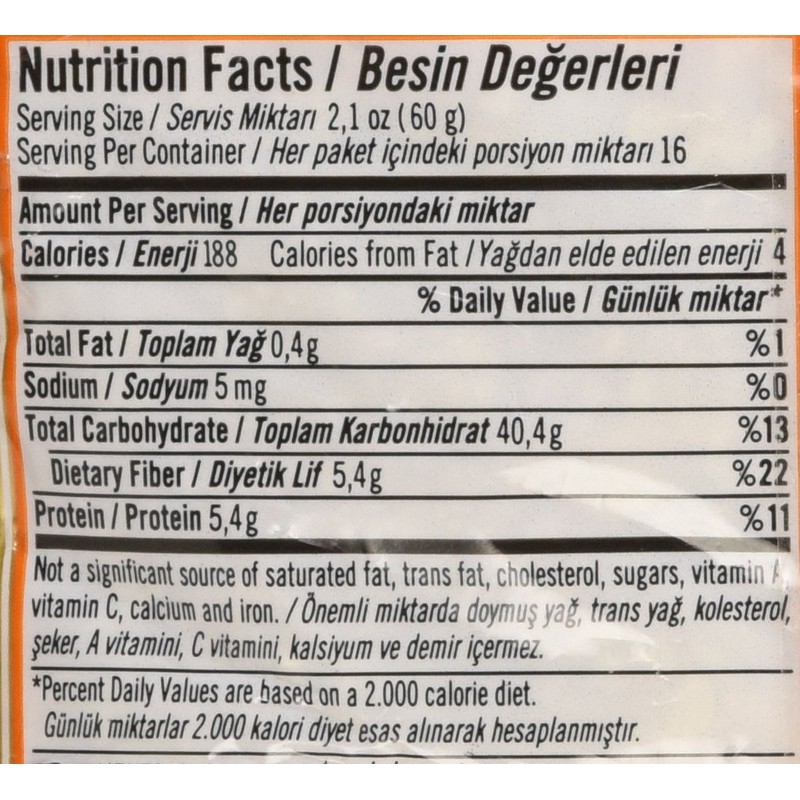 Nutrition Facts / Besin Değerleri
Serving Size / Servis Miktarı 2,1 oz (60 g)
Serving Per Container / Her paket içindeki porsiyon miktarı 16
Amount Per Serving / Her porsiyondaki miktar
Calories / Enerji 188 Calories from Fat / Yağdan elde edilen enerji 4
% Daily Value / Günlük miktar*
Total Fat / Toplam Yağ 0,4g %1
Sodium / Sodyum 5 mg %0
Total Carbohydrate / Toplam Karbonhidrat 40,4g %13
Dietary Fiber / Diyetik Lif 5,4g %22
Protein / Protein 5,4g %11
Not a significant source of saturated fat, trans fat, cholesterol, sugars, vitamin A,
vitamin C, calcium and iron. / Önemli miktarda doymuş yağ, trans yağ, kolesterol,
şeker, A vitamini, C vitamini, kalsiyum ve demir içermez.
*Percent Daily Values are based on a 2.000 calorie diet.
Günlük miktarlar 2.000 kalori diyet esas alınarak hesaplanmıştır.